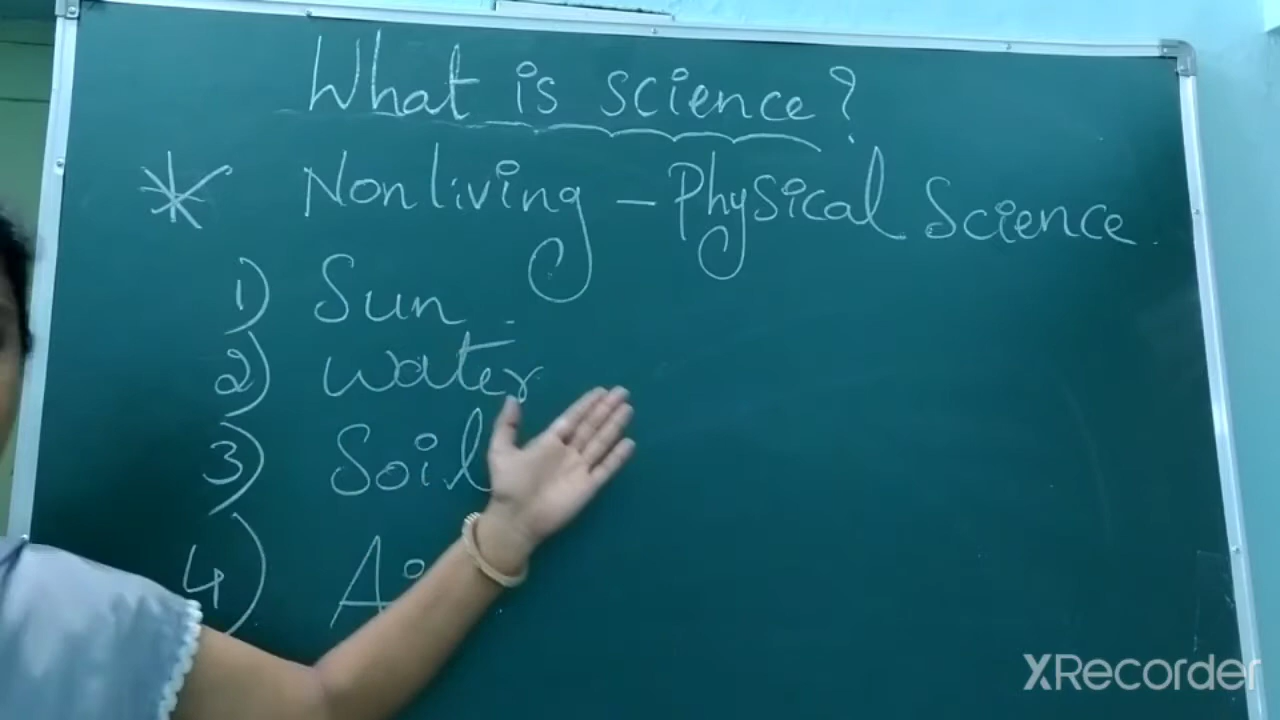 What is science?
* Nonliving - Physical Science.
1) Sun
2) Water
3) Soil
4) Ai
XRecorder